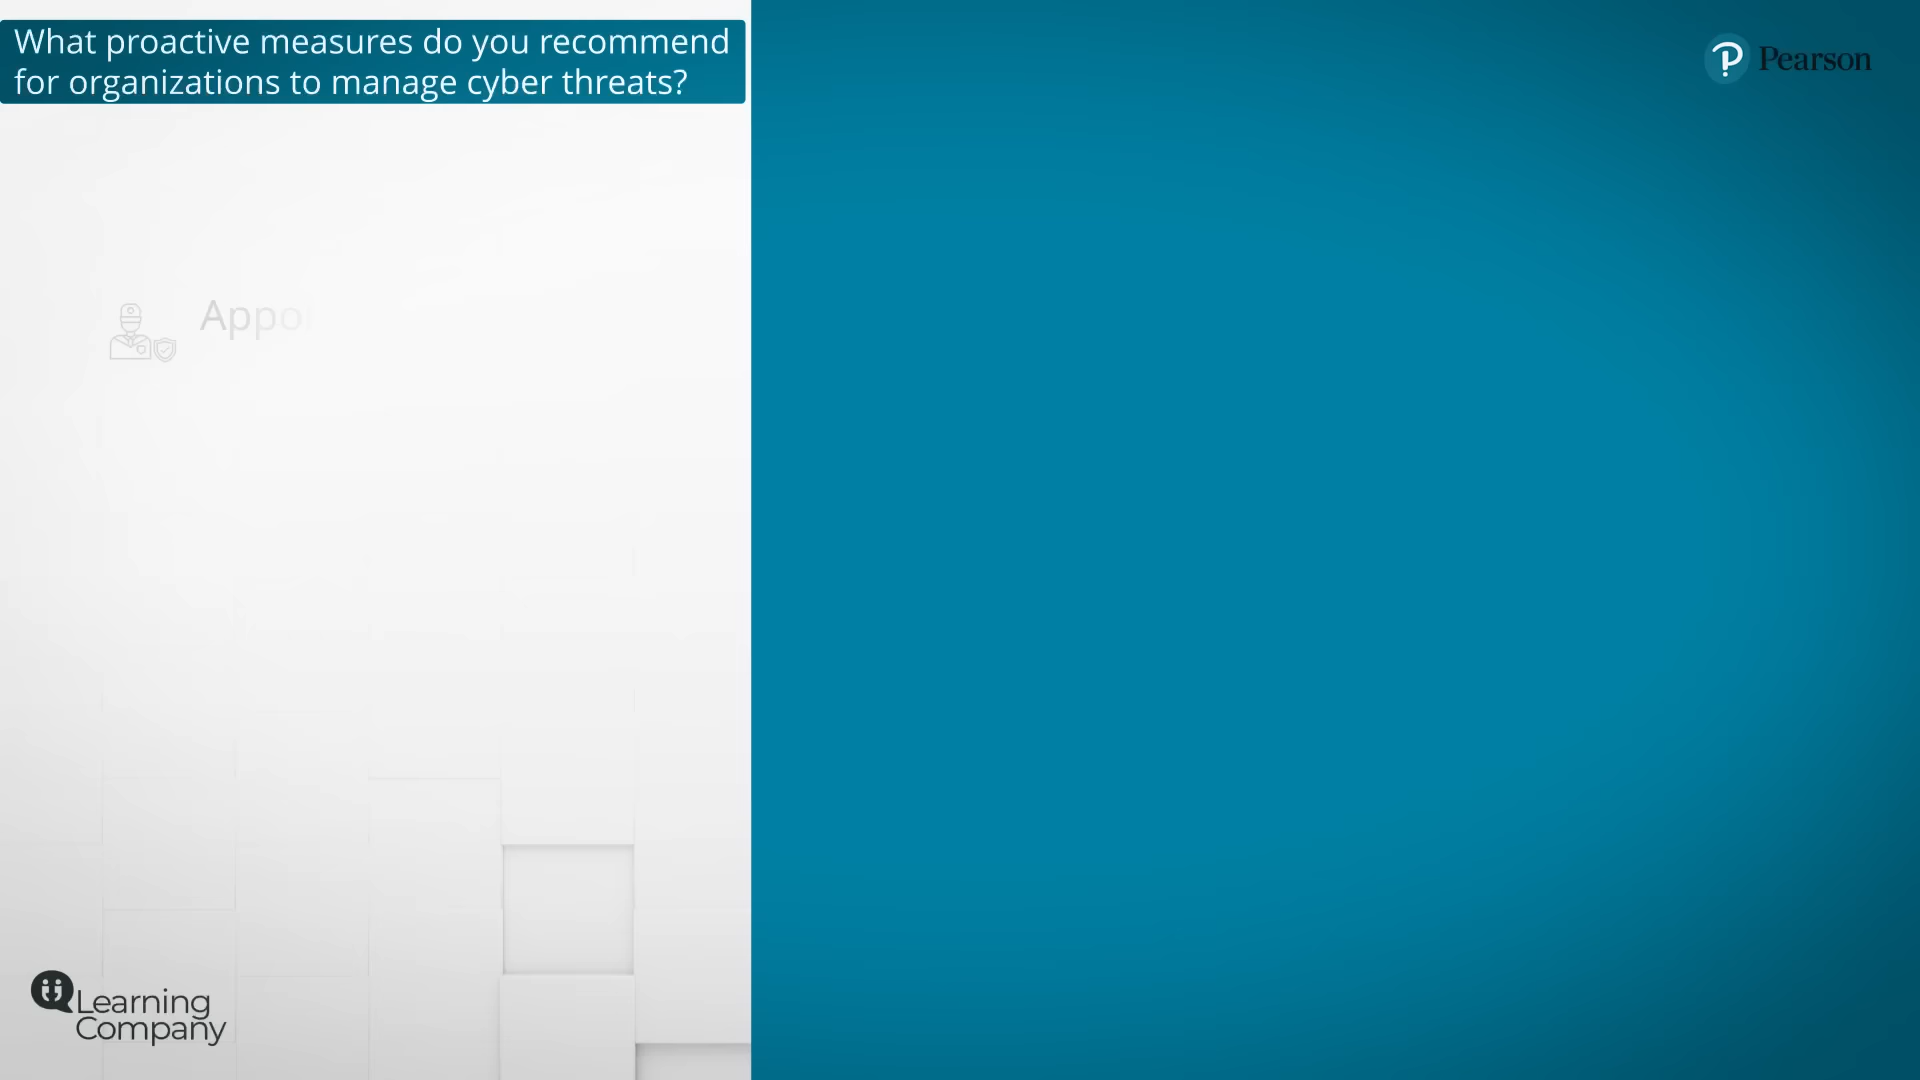 What proactive measures do you recommend
for organizations to manage cyber threats?
Pearson
Learning
Company